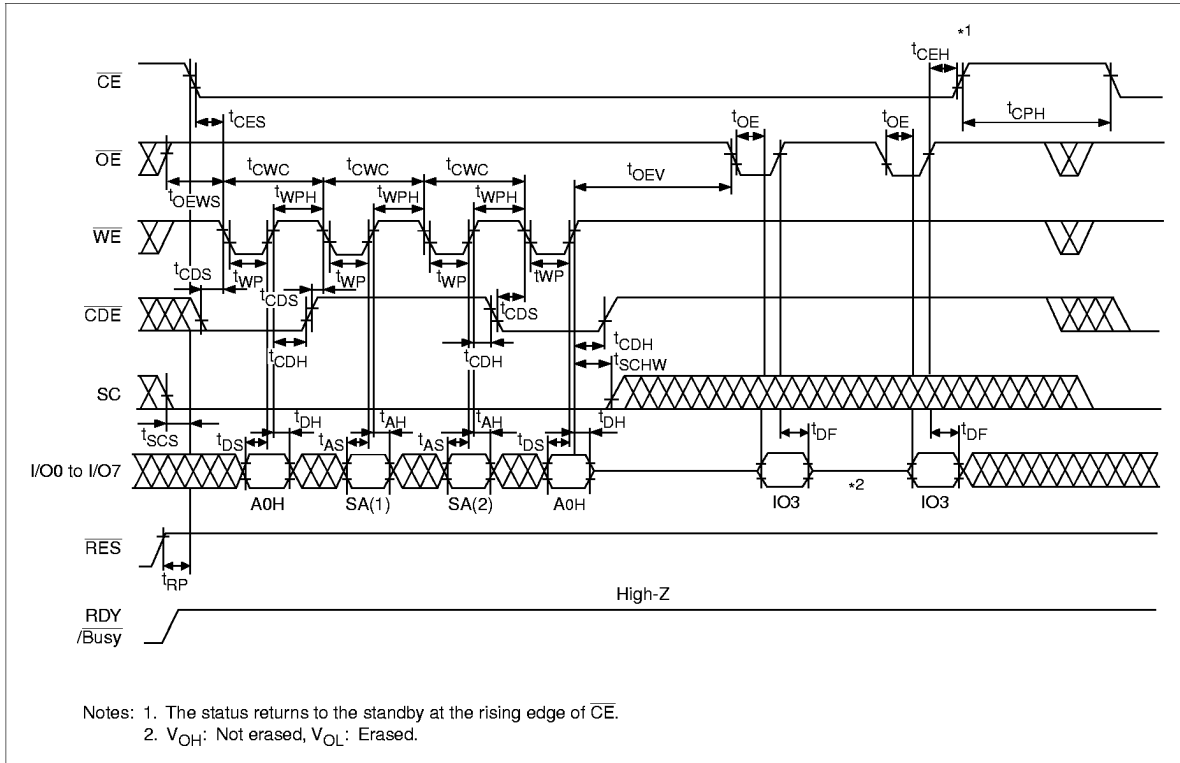 *1
tCEH
CE
tCES
tOE
tOE
tCPH
OE
tCWC
tCWC
tCWC
tOEV
tOEWS
tWPH
tWPH
tWPH
WE
tCDS
tWP
tCDS
tWP
tWP
tCDS
tWP
CDE
tCDH
tCDH
tCDH
tSCHW
SC
tSCS
tDS
tDH
tAS
tAH
tAS
tAH
tDS
tDH
tDF
tDF
I/O0 to I/O7
A0H
SA(1)
SA(2)
A0H
IO3
*2
IO3
RES
tRP
High-Z
RDY
/Busy
Notes: 1. The status returns to the standby at the rising edge of CE.
2. VOH: Not erased, VOL: Erased.